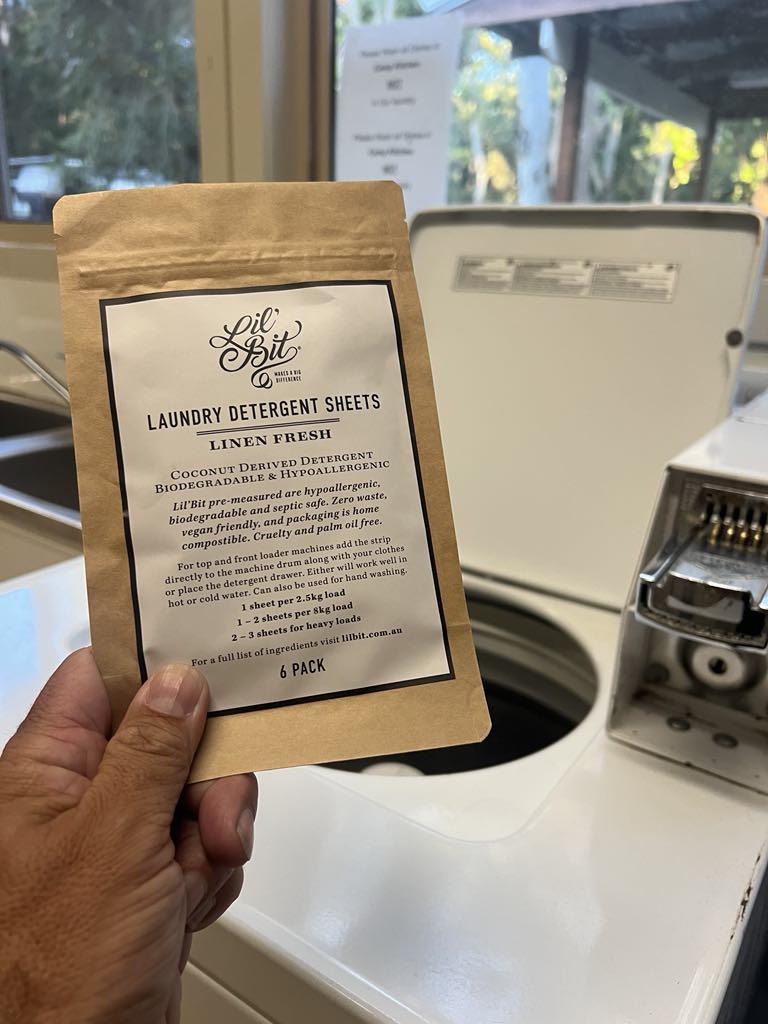 Lil'
Bit
MAKES A BIG
DIFFERENCE
LAUNDRY DETERGENT SHEETS
LINEN FRESH
COCONUT DERIVED DETERGENT
BIODEGRADABLE & HYPOALLERGENIC
Lil'Bit pre-measured are hypoallergenic,
biodegradable and septic safe. Zero waste,
vegan friendly, and packaging is home
compostible. Cruelty and palm oil free.
For top and front loader machines add the strip
directly to the machine drum along with your clothes
or place the detergent drawer. Either will work well in
hot or cold water. Can also be used for hand washing.
1 sheet per 2.5kg load
1 – 2 sheets per 8kg load
2 – 3 sheets for heavy loads
For a full list of ingredients visit lilbit.com.au
6 PACK